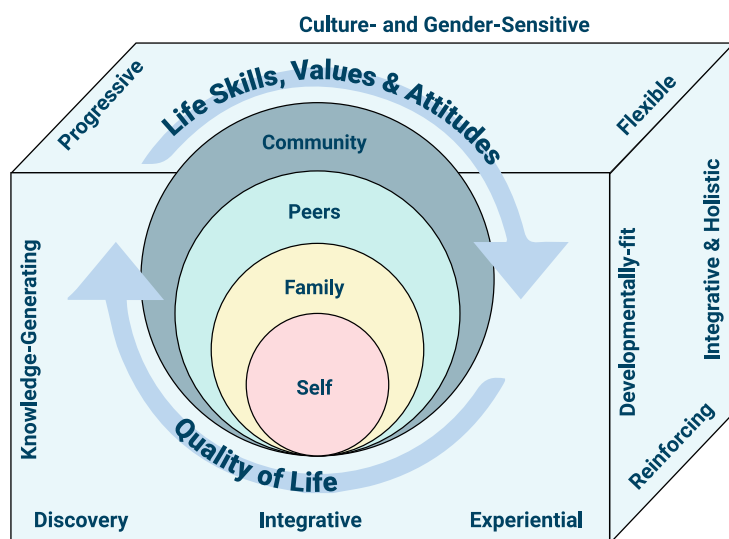 Culture- and Gender-Sensitive
Progressive
Life Skills, Values & Attitudes
Flexible
Community
Peers
Family
Self
Quality of Life
Knowledge-Generating
Developmentally-fit
Integrative & Holistic
Reinforcing
Discovery
Integrative
Experiential